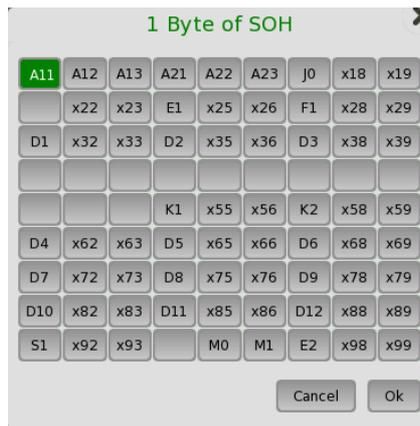 1 Byte of SOH
A11 A12 A13 A21 A22 A23 J0 x18 x19
x22 x23 E1 x25 x26 F1 x28 x29
D1 x32 x33 D2 x35 x36 D3 x38 x39
K1 x55 x56 K2 x58 x59
D4 x62 x63 D5 x65 x66 D6 x68 x69
D7 x72 x73 D8 x75 x76 D9 x78 x79
D10 x82 x83 D11 x85 x86 D12 x88 x89
S1 x92 x93 M0 M1 E2 x98 x99
Cancel Ok